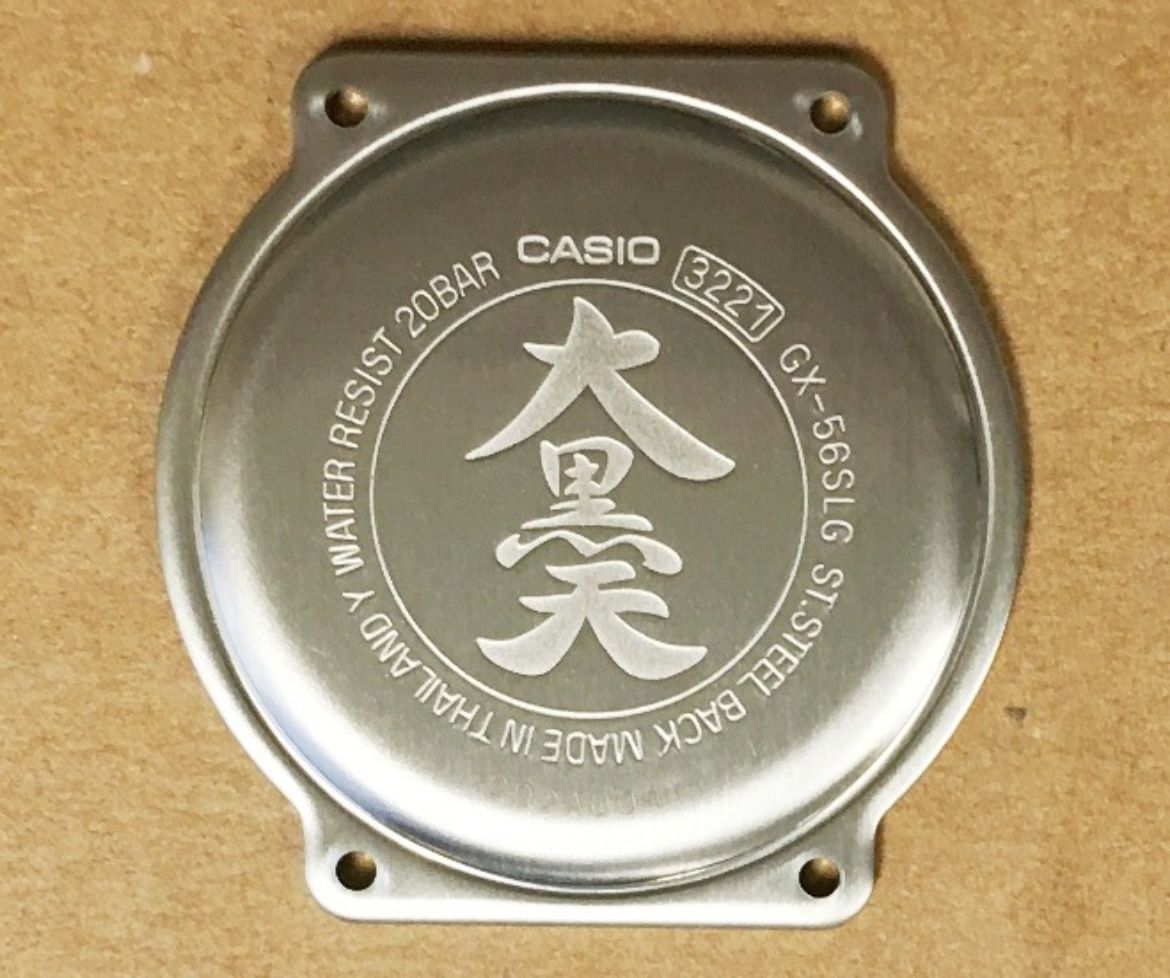 CASIO
3221
GX-56SLG ST.STEEL BACK MADE IN THAILAND Y WATER RESIST 20BAR
大
黒
天